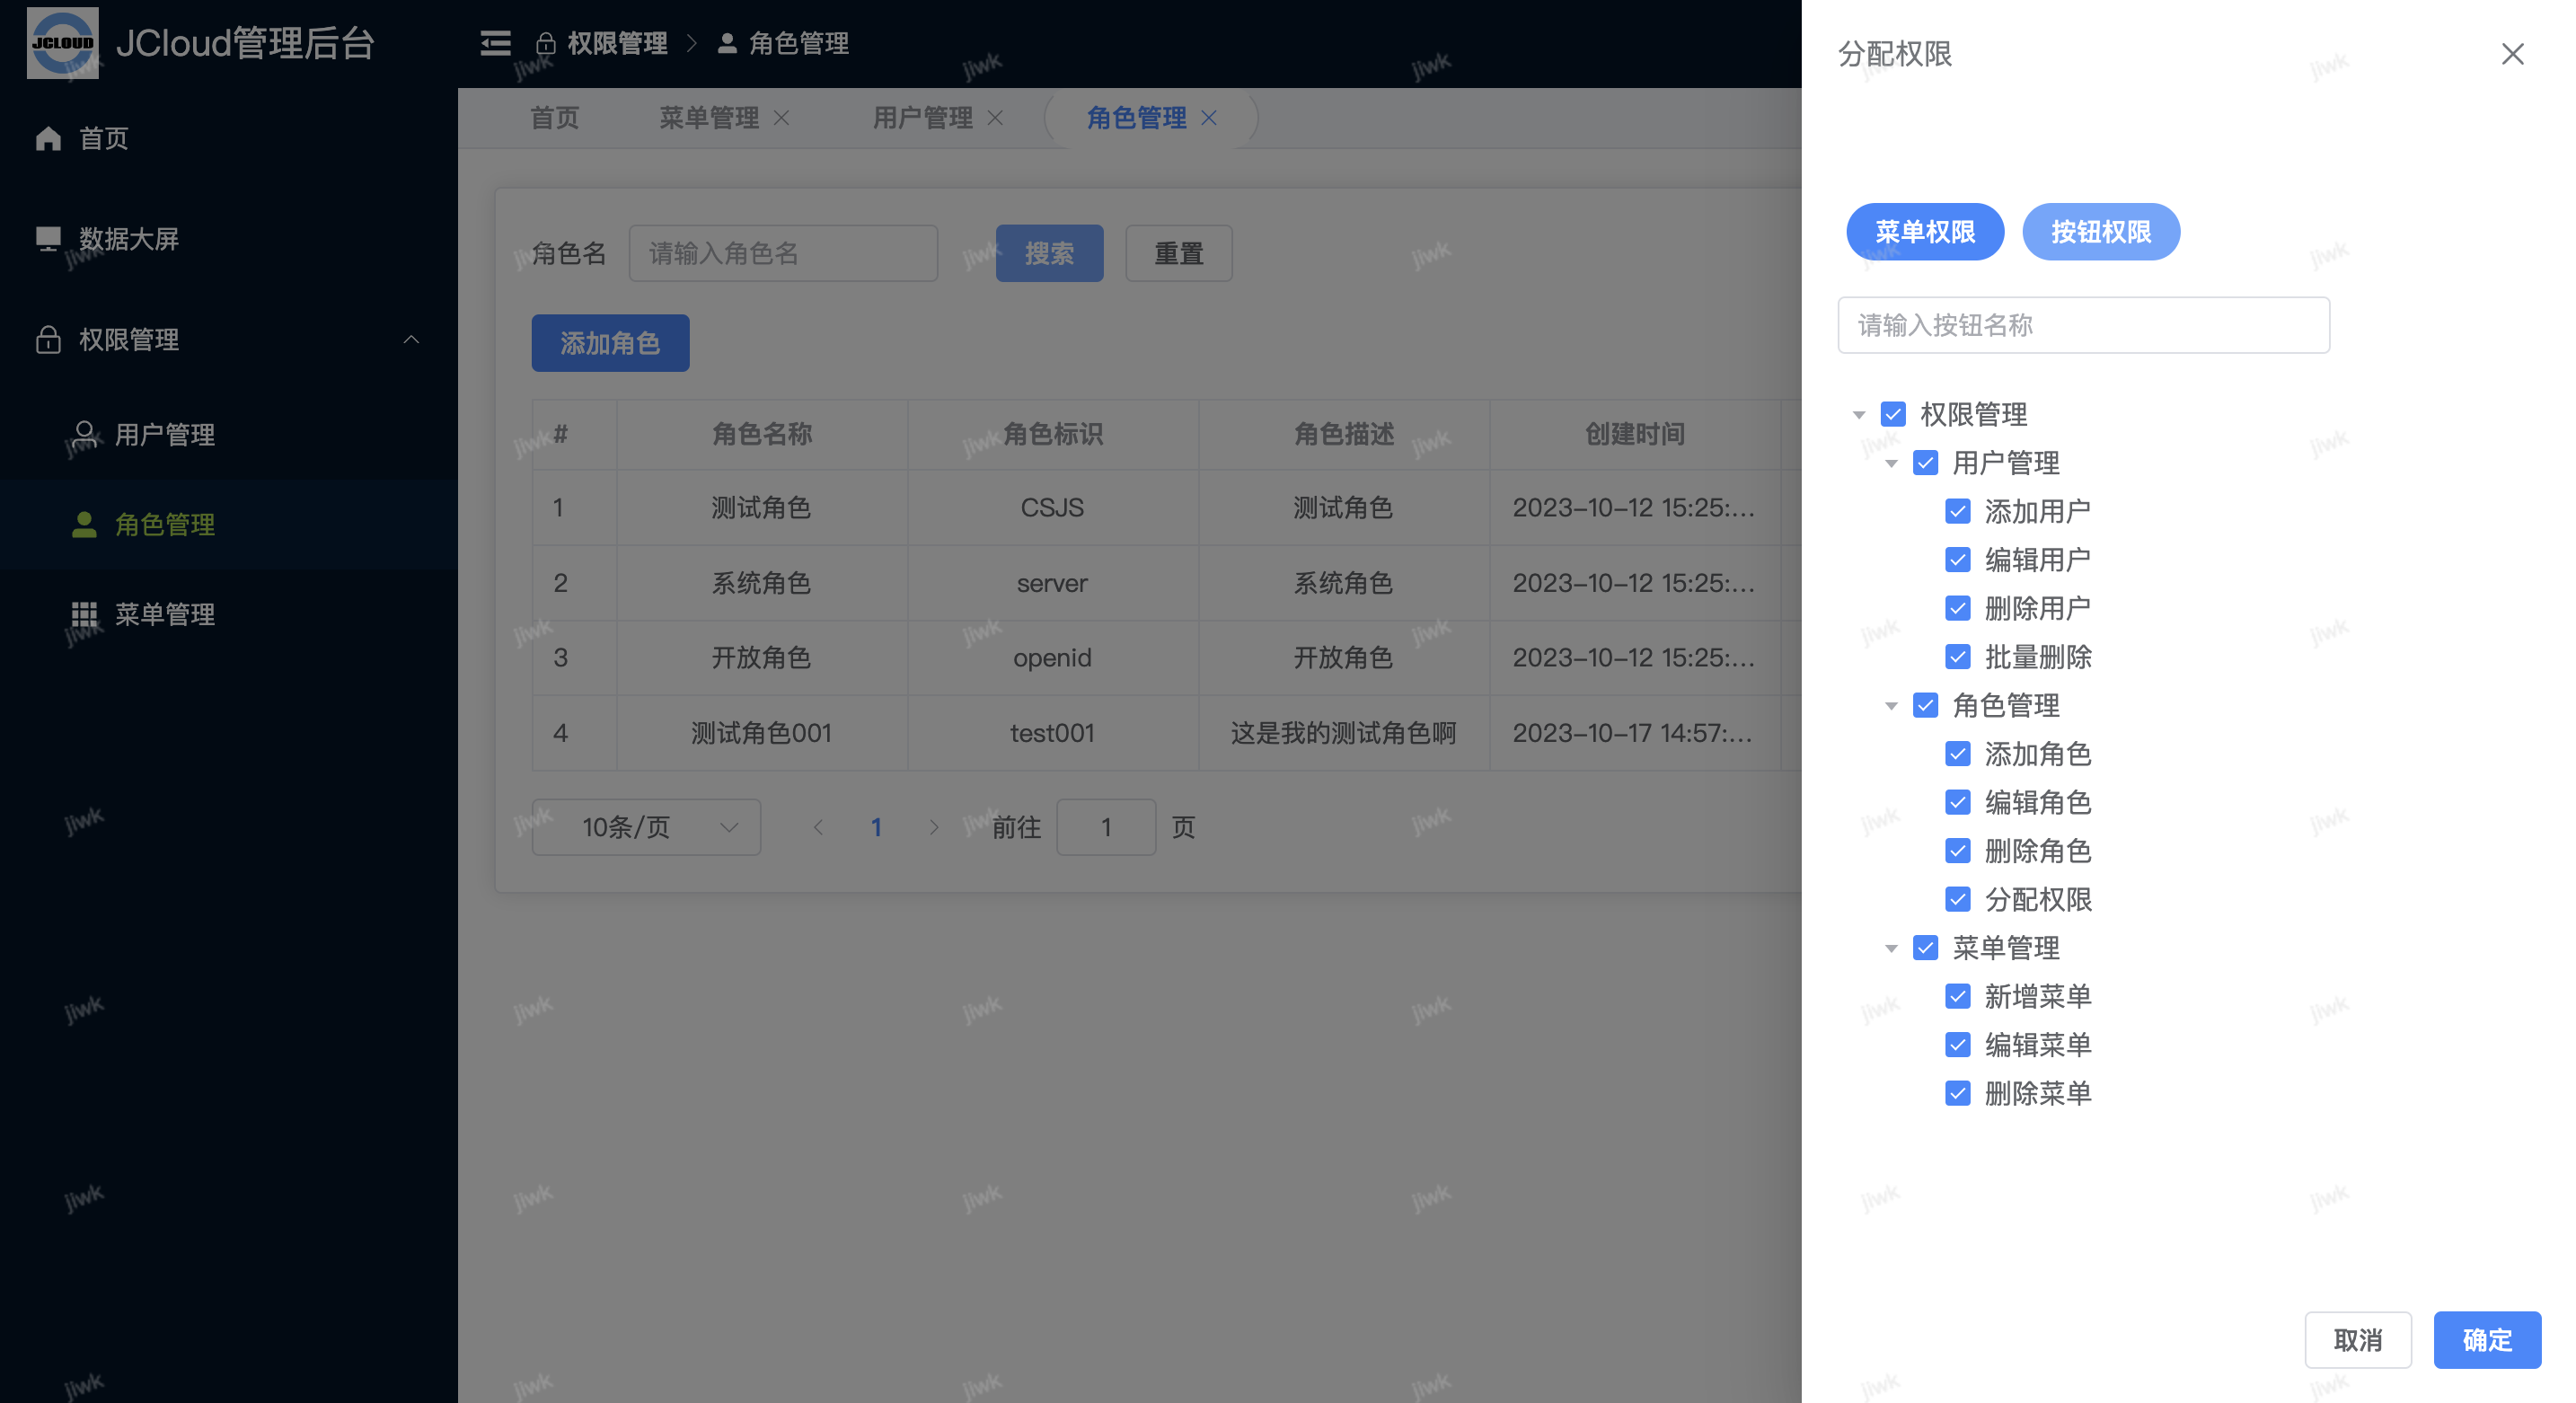 JCLOUD JCloud管理后台
首页
数据大屏
权限管理
用户管理
角色管理
菜单管理
权限管理 > 角色管理
首页 菜单管理 用户管理 角色管理
角色名 请输入角色名 搜索 重置
添加角色
# 角色名称 角色标识 角色描述 创建时间
1 测试角色 CSJS 测试角色 2023-10-12 15:25:...
2 系统角色 server 系统角色 2023-10-12 15:25:...
3 开放角色 openid 开放角色 2023-10-12 15:25:...
4 测试角色001 test001 这是我的测试角色啊 2023-10-17 14:57:...
10条/页 1 前往 1 页
分配权限
菜单权限 按钮权限
请输入按钮名称
权限管理
用户管理
添加用户
编辑用户
删除用户
批量删除
角色管理
添加角色
编辑角色
删除角色
分配权限
菜单管理
新增菜单
编辑菜单
删除菜单
取消 确定
jiwk